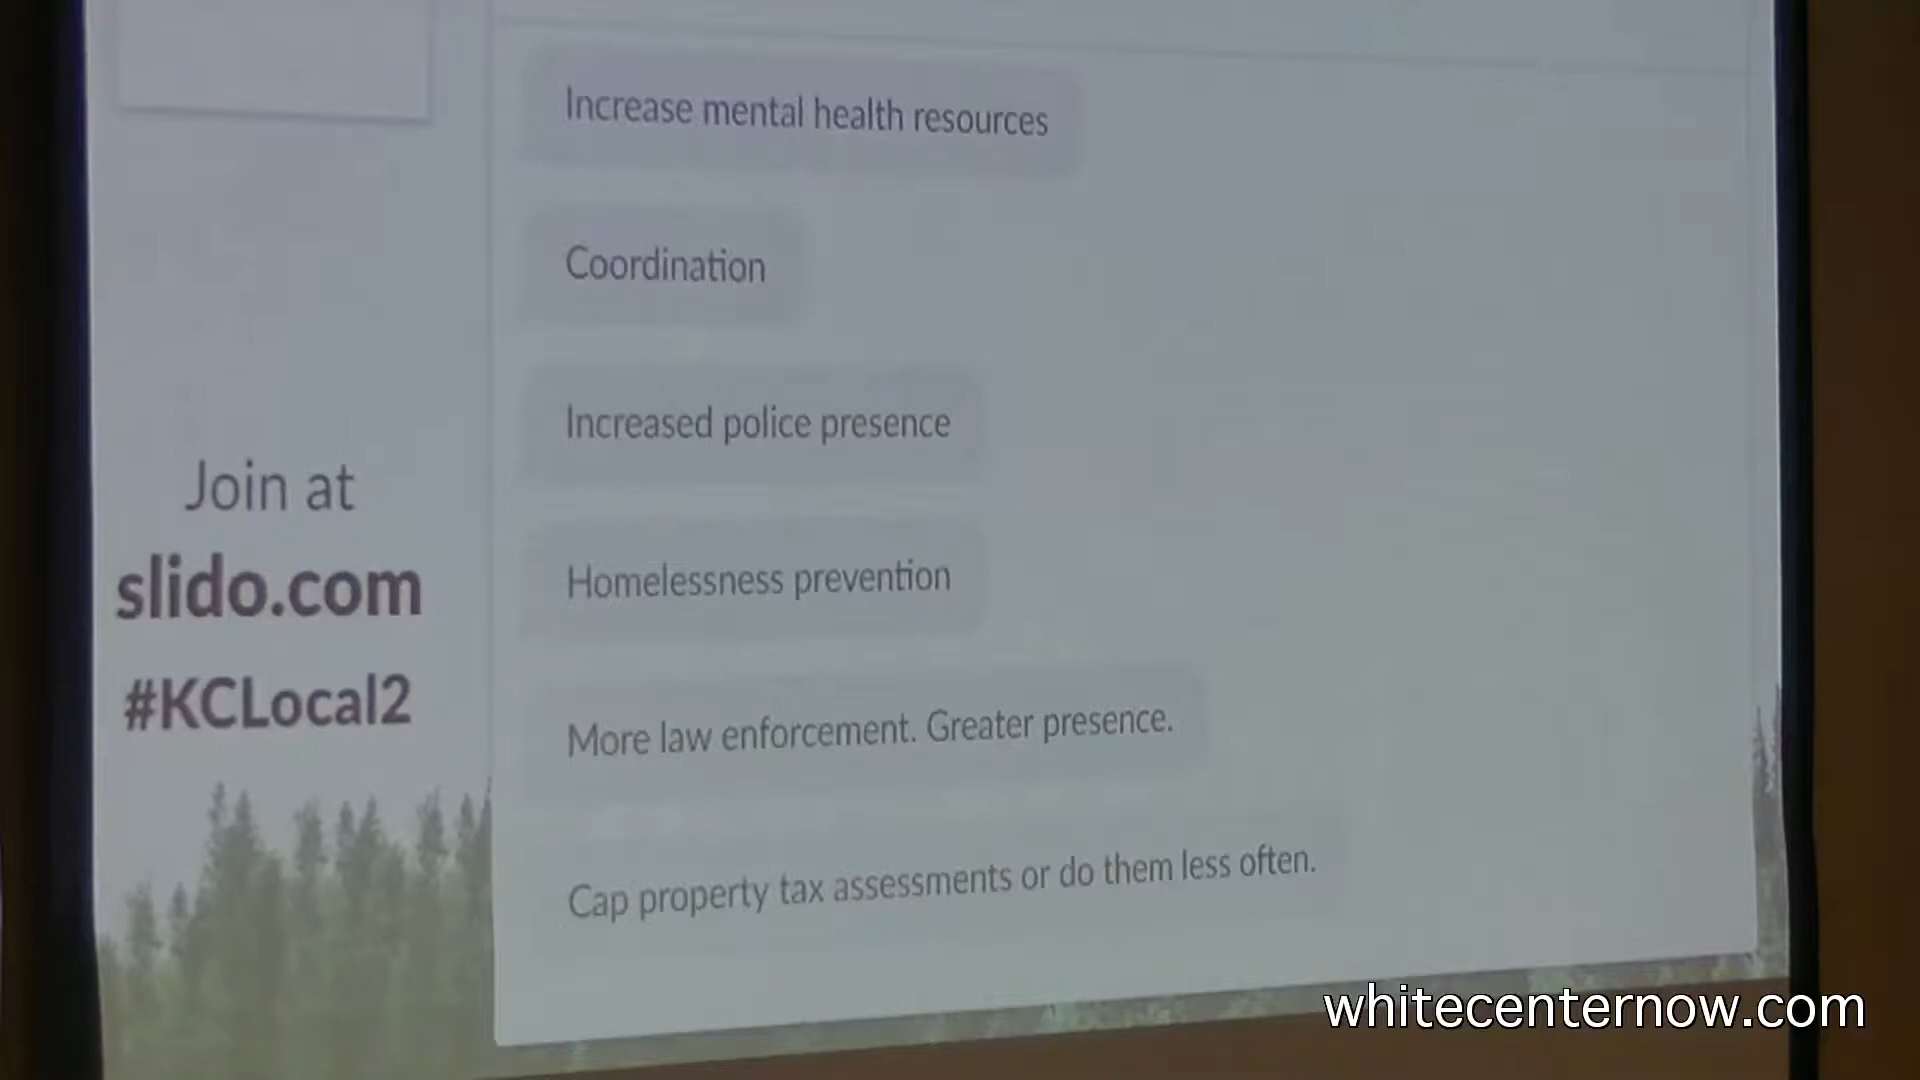 Increase mental health resources
Coordination
Increased police presence
Homelessness prevention
More law enforcement. Greater presence.
Cap property tax assessments or do them less often.
Join at
slido.com
#KCLocal2
whitecenternow.com